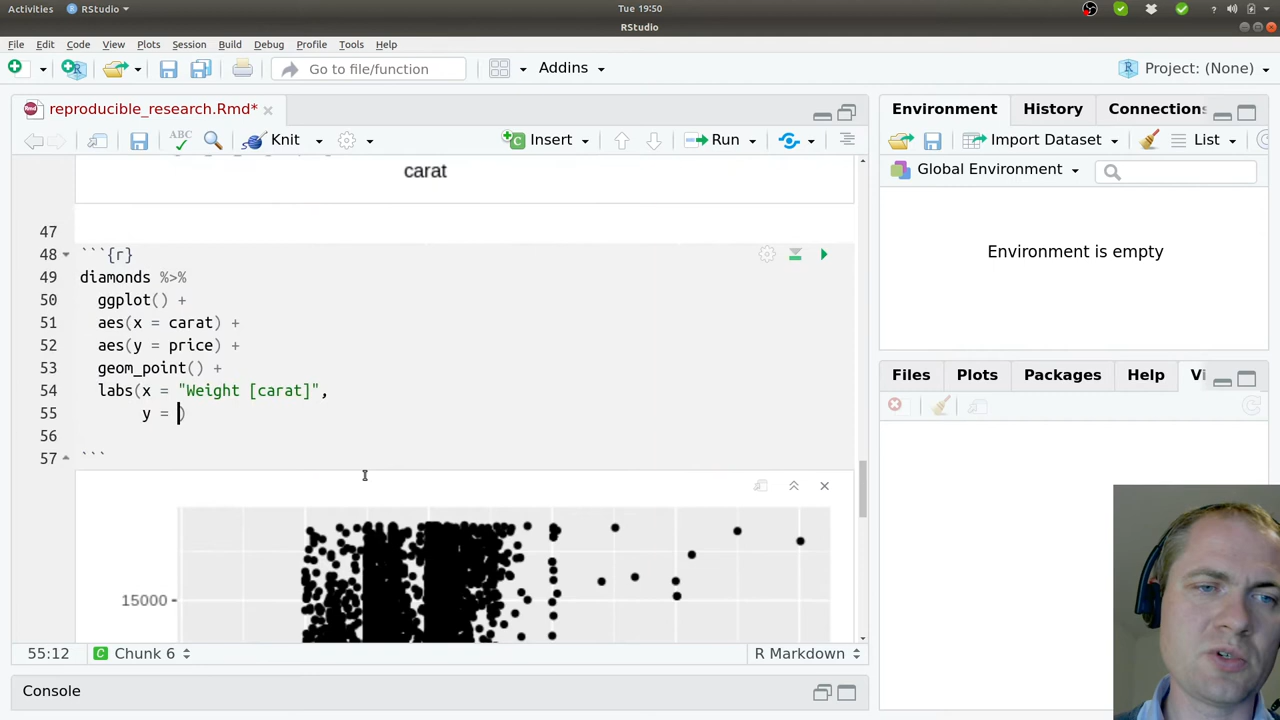 Activities RStudio Tue 19:50
RStudio
File Edit Code View Plots Session Build Debug Profile Tools Help
Go to file/function Addins Project: (None)
reproducible_research.Rmd*
ABC Knit Insert Run
carat
47
48 ```{r}
49 diamonds %>%
50 ggplot() +
51 aes(x = carat) +
52 aes(y = price) +
53 geom_point() +
54 labs(x = "Weight [carat]",
55 y = )
56
57 ```
15000
55:12 Chunk 6 R Markdown
Console
Environment History Connections
Import Dataset List
Global Environment
Environment is empty
Files Plots Packages Help Vi